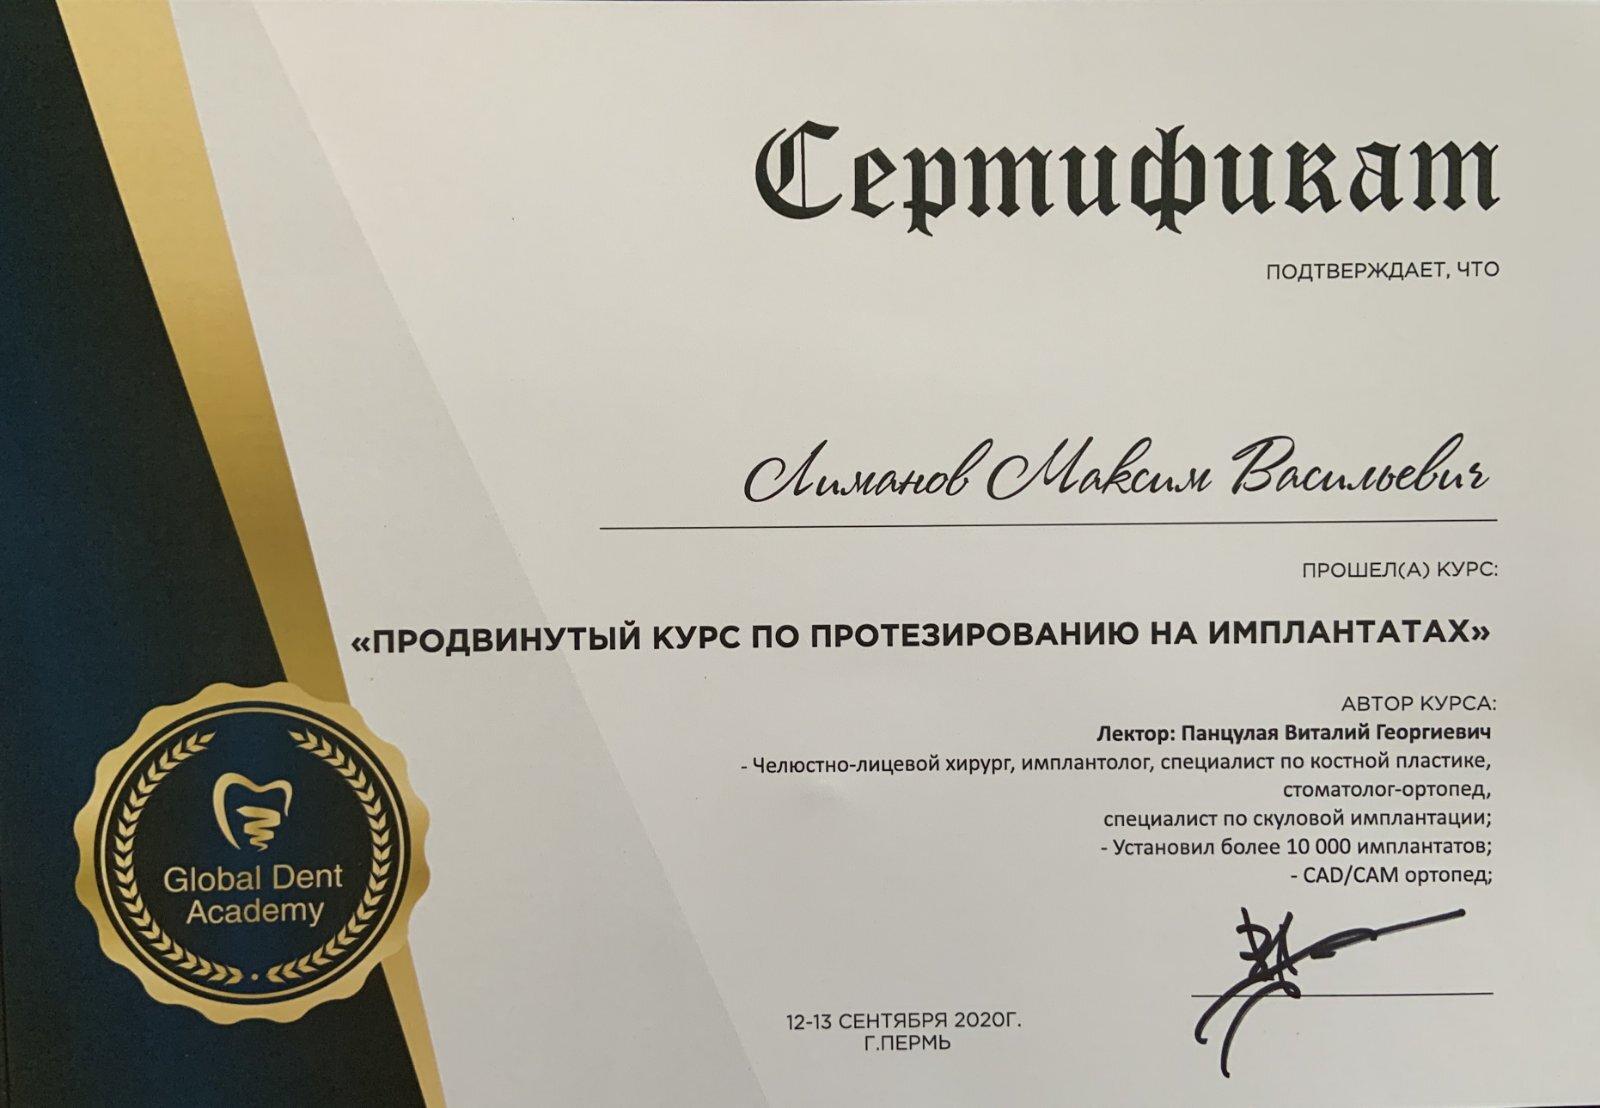 Сертификат
ПОДТВЕРЖДАЕТ, ЧТО
Лиманов Максим Васильевич
ПРОШЕЛ(А) КУРС:
«ПРОДВИНУТЫЙ КУРС ПО ПРОТЕЗИРОВАНИЮ НА ИМПЛАНТАТАХ»
АВТОР КУРСА:
Лектор: Панцулая Виталий Георгиевич
- Челюстно-лицевой хирург, имплантолог, специалист по костной пластике,
стоматолог-ортопед,
специалист по скуловой имплантации;
- Установил более 10 000 имплантатов;
- CAD/CAM ортопед;
Global Dent
Academy
12-13 СЕНТЯБРЯ 2020Г.
Г.ПЕРМЬ